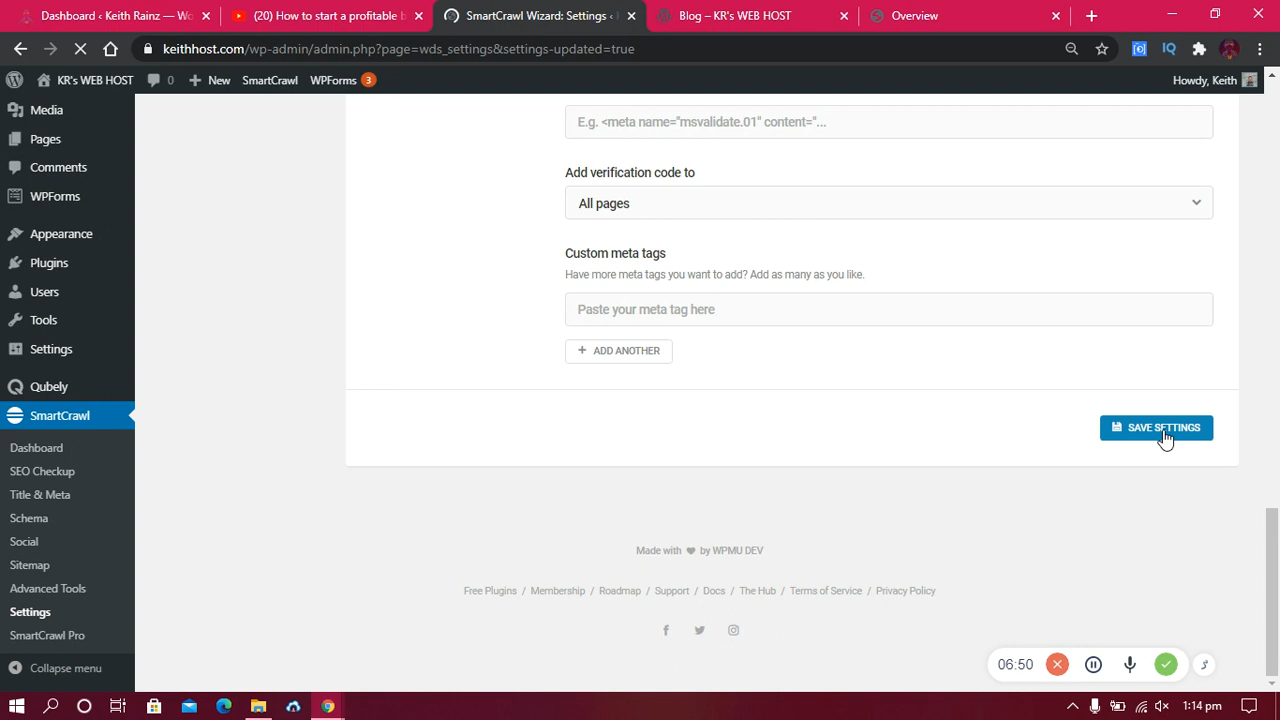 Dashboard ‹ Keith Rainz — Wo
(20) How to start a profitable b
SmartCrawl Wizard: Settings ‹
Blog – KR's WEB HOST
Overview
keithhost.com/wp-admin/admin.php?page=wds_settings&settings-updated=true
KR's WEB HOST
0
New
SmartCrawl
WPForms 3
Howdy, Keith
Media
Pages
Comments
WPForms
Appearance
Plugins
Users
Tools
Settings
Qubely
SmartCrawl
Dashboard
SEO Checkup
Title & Meta
Schema
Social
Sitemap
Advanced Tools
Settings
SmartCrawl Pro
Collapse menu
E.g. <meta name="msvalidate.01" content="...
Add verification code to
All pages
Custom meta tags
Have more meta tags you want to add? Add as many as you like.
Paste your meta tag here
+ ADD ANOTHER
SAVE SETTINGS
Made with ♥ by WPMU DEV
Free Plugins / Membership / Roadmap / Support / Docs / The Hub / Terms of Service / Privacy Policy
06:50
1:14 pm